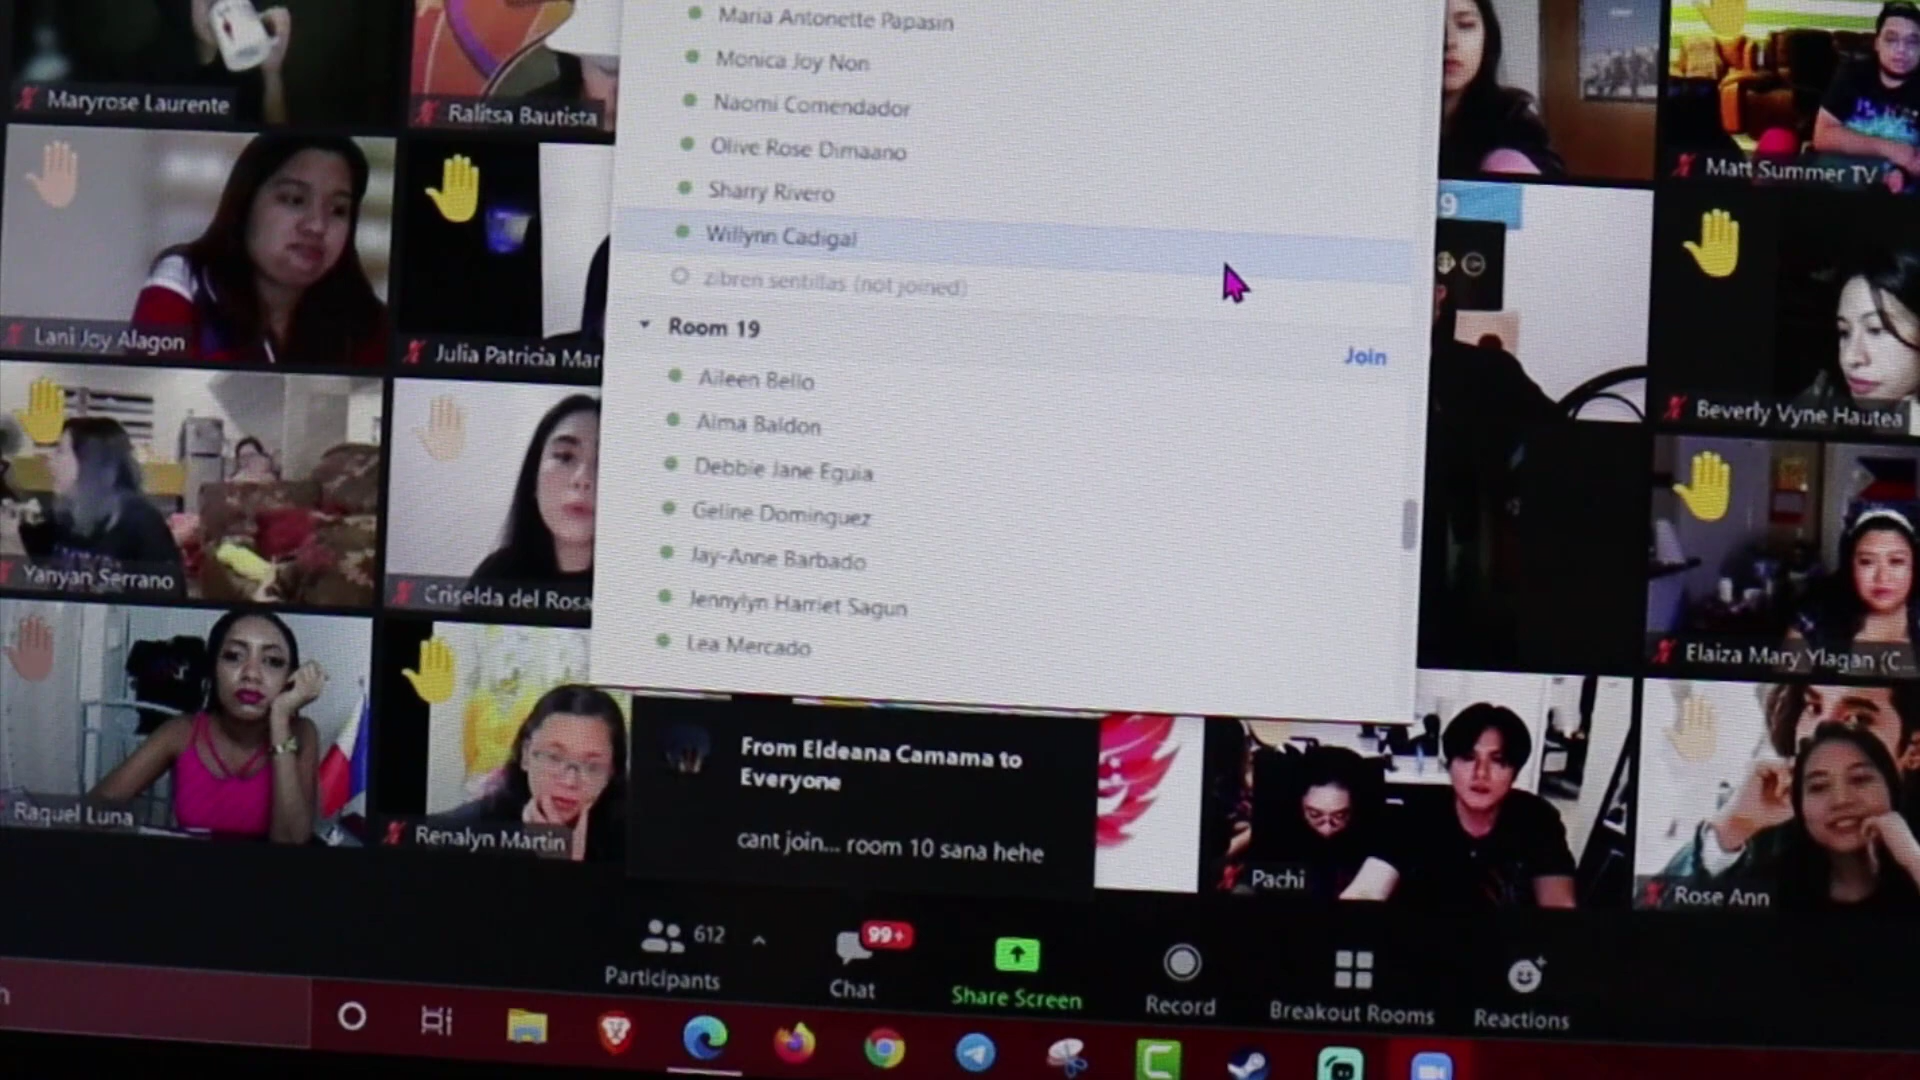 Maria Antonette Papasin
Monica Joy Non
Naomi Comendador
Olive Rose Dimaano
Sharry Rivero
Willynn Cadigal
zibren sentillas (not joined)
Room 19
Join
Aileen Bello
Alma Baldon
Debbie Jane Eguia
Geline Dominguez
Jay-Anne Barbado
Jennylyn Harriet Sagun
Lea Mercado
Maryrose Laurente
Ralitsa Bautista
Matt Summer TV
Lani Joy Alagon
Julia Patricia Mar
9
Beverly Vyne Hautea
Yanyan Serrano
Criselda del Rosa
Elaiza Mary Ylagan (C...
Raquel Luna
Renalyn Martin
From Eldeana Camama to
Everyone
cant join... room 10 sana hehe
Pachi
Rose Ann
612
Participants
99+
Chat
Share Screen
Record
Breakout Rooms
Reactions